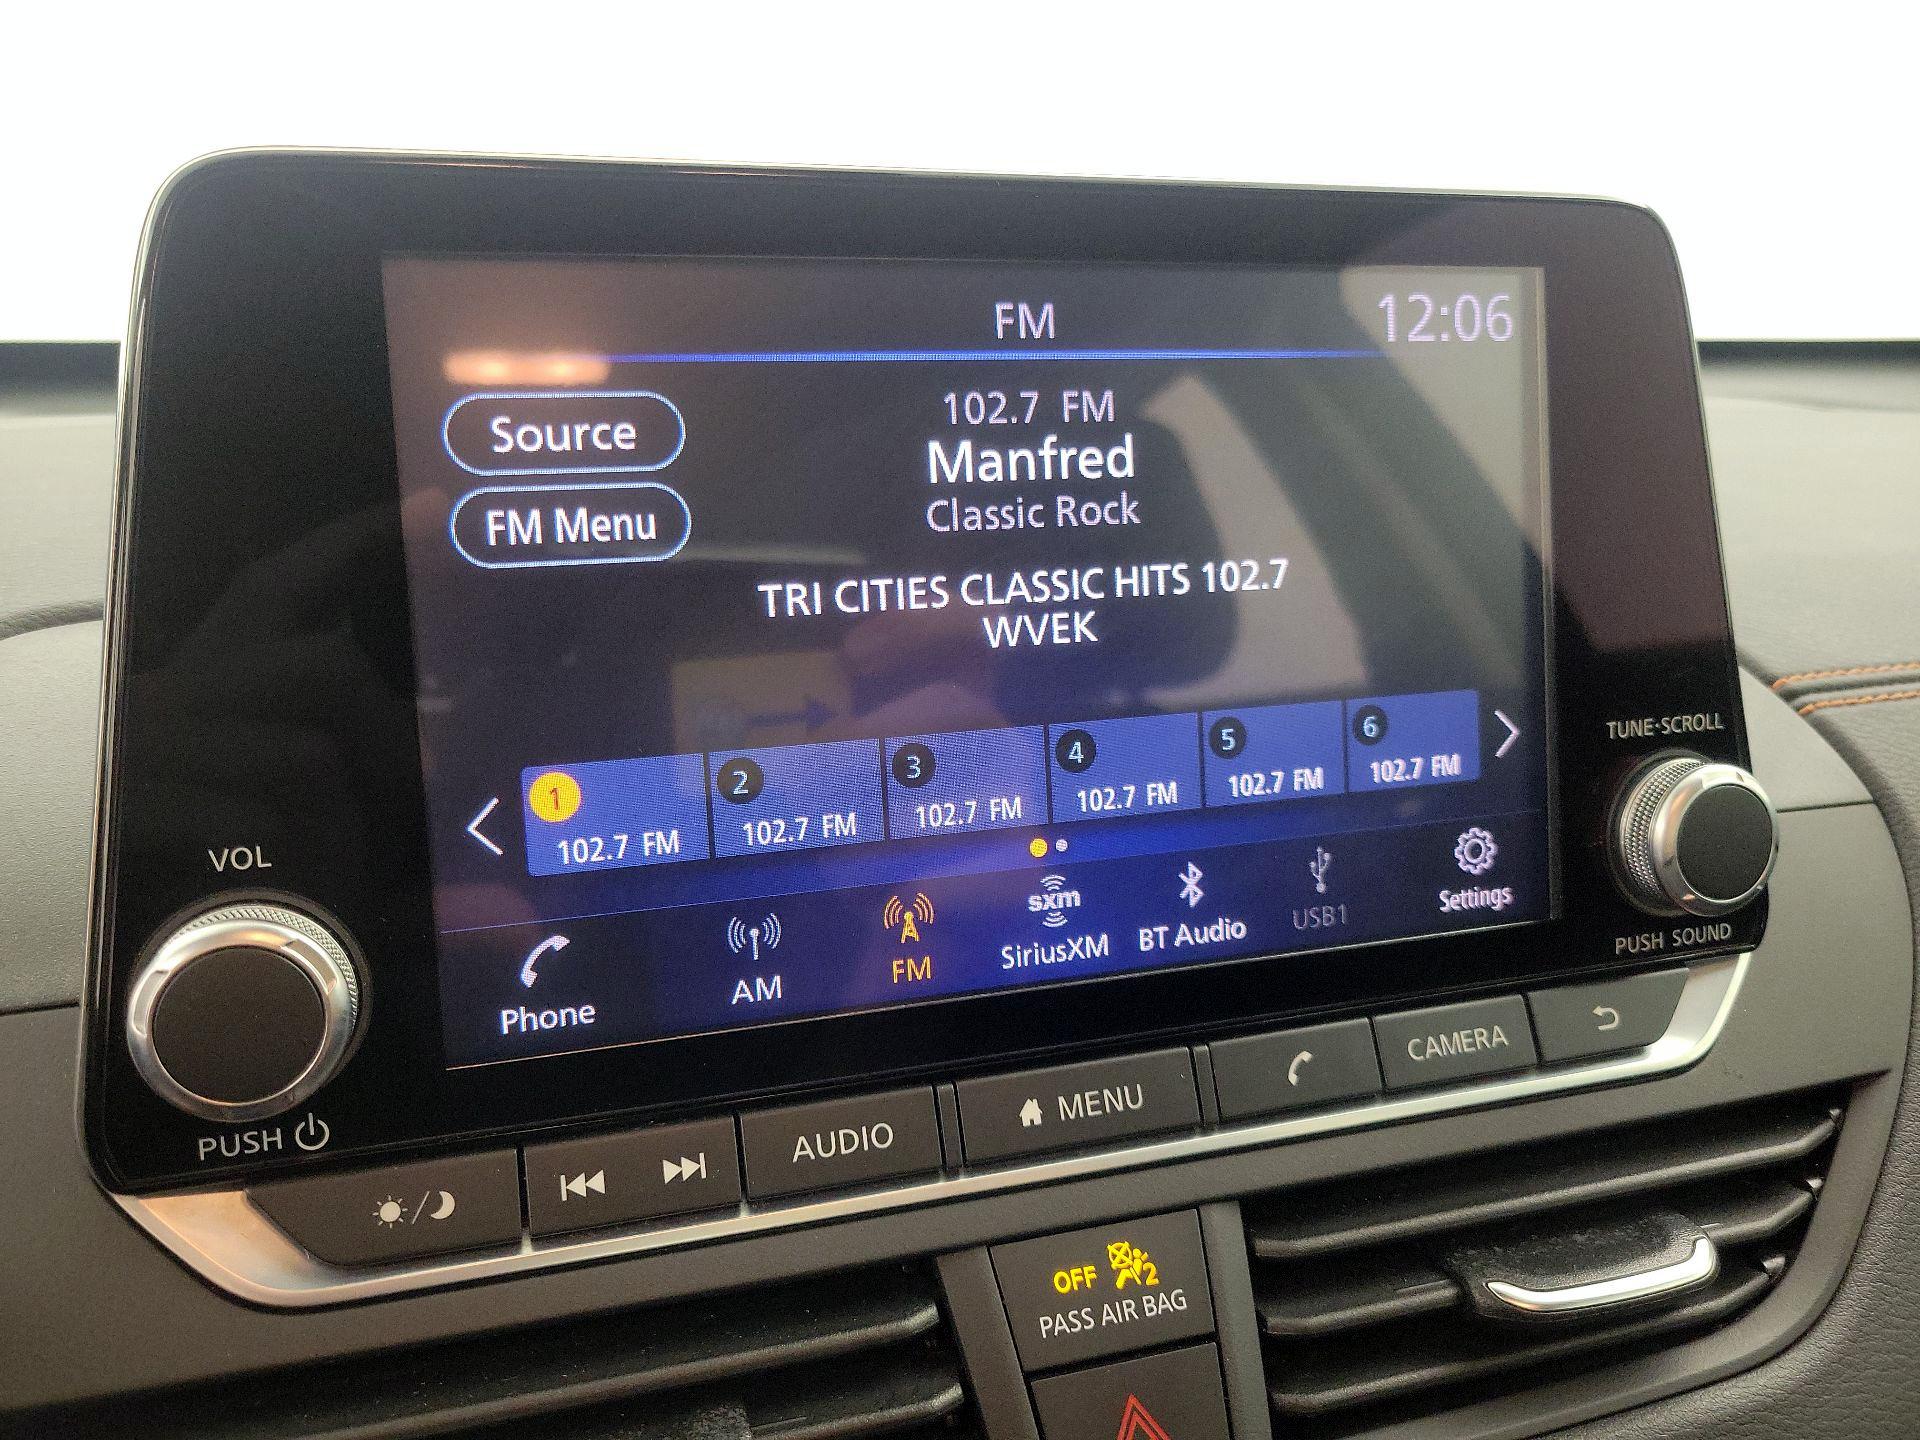 FM
12:06
Source
FM Menu
102.7 FM
Manfred
Classic Rock
TRI CITIES CLASSIC HITS 102.7
WVEK
1
102.7 FM
2
102.7 FM
3
102.7 FM
4
102.7 FM
5
102.7 FM
6
102.7 FM
Phone
AM
FM
sxm
SiriusXM
BT Audio
USB1
Settings
VOL
PUSH
TUNE·SCROLL
PUSH SOUND
AUDIO
MENU
CAMERA
OFF 2
PASS AIR BAG